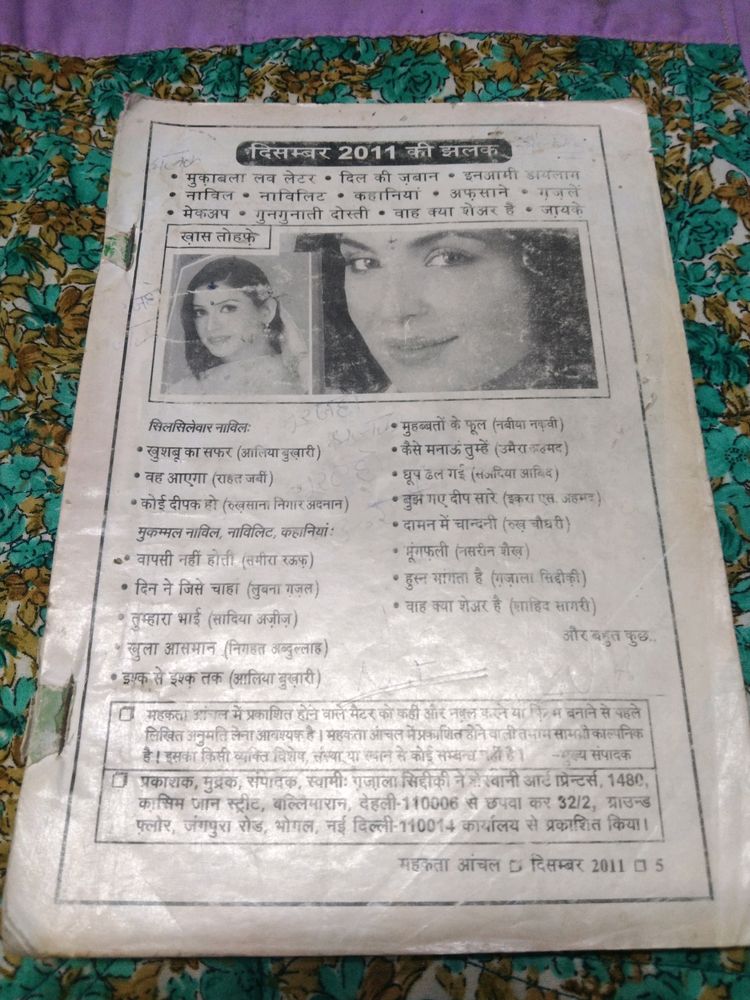 दिसम्बर 2011 की झलक
• मुकाबला लव लेटर • दिल की ज़बान • इनआमी डायलाग
• नाविल • नाविलिट • कहानियां • अफ़साने • ग़ज़लें
• मेकअप • गुनगुनाती दोस्ती • वाह क्या शेअर है • ज़ायके
ख़ास तोहफ़े
सिलसिलेवार नाविल:
• खुशबू का सफर (आलिया बुख़ारी)
• वह आएगा (राहत जबीं)
• कोई दीपक हो (रुख़साना निगार अदनान)
मुकम्मल नाविल, नाविलिट, कहानियां:
• वापसी नहीं होती (समीरा रऊफ़)
• दिन ने जिसे चाहा (लुबना ग़ज़ल)
• तुम्हारा भाई (सादिया अज़ीज़)
• खुला आसमान (निगहत अब्दुल्लाह)
• इश्क़ से इश्क़ तक (आलिया बुख़ारी)
• मुहब्बतों के फूल (नबीया नक़वी)
• कैसे मनाऊं तुम्हें (उमैरा अहमद)
• धूप ढल गई (सजदिया आबिद)
• बुझ गए दीप सारे (इक़रा एस. अहमद)
• दामन में चान्दनी (रुख़ चौधरी)
• मूंगफली (नसरीन शैख़)
• हुस्न मांगता है (ग़ज़ाला सिद्दीक़ी)
• वाह क्या शेअर है (शाहिद सागरी)
और बहुत कुछ..
❑ महकता आंचल में प्रकाशित होने वाले मैटर को कहीं और नक़ल करने या फ़िल्म बनाने से पहले
लिखित अनुमति लेना आवश्यक है। महकता आंचल में प्रकाशित होने वाली तमाम सामग्री काल्पनिक
है। इसका किसी व्यक्ति विशेष, संस्था या स्थान से कोई सम्बन्ध नहीं है। —मुख्य संपादक
❑ प्रकाशक, मुद्रक, संपादक, स्वामी: ग़ज़ाला सिद्दीक़ी ने शेरवानी आर्ट प्रिन्टर्स, 1480,
क़ासिम जान स्ट्रीट, बल्लिमारान, देहली-110006 से छपवा कर 32/2, ग्राउन्ड
फ्लोर, जंगपुरा रोड, भोगल, नई दिल्ली-110014 कार्यालय से प्रकाशित किया।
महकता आंचल ❑ दिसम्बर 2011 ❑ 5